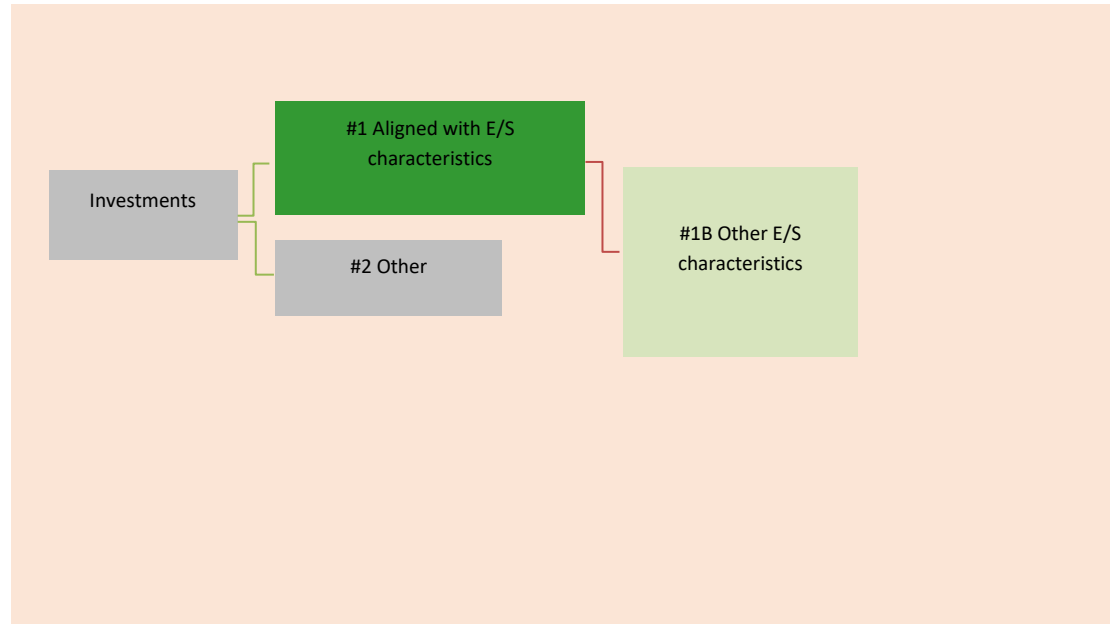 #1 Aligned with E/S
characteristics
Investments
#2 Other
#1B Other E/S
characteristics